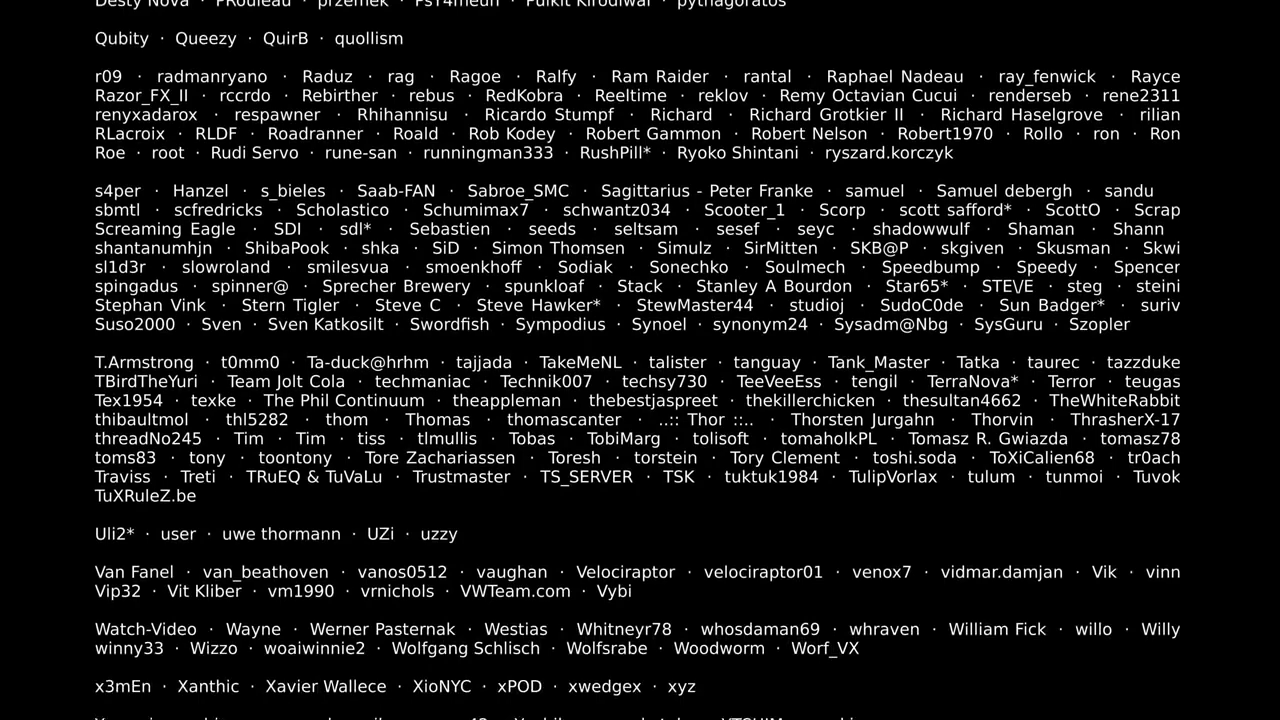 Desty Nova · PRouleau · przemek · PsT4meun · Pulkit Kirodiwal · pythagoratos
Qubity · Queezy · QuirB · quollism
r09 · radmanryano · Raduz · rag · Ragoe · Ralfy · Ram Raider · rantal · Raphael Nadeau · ray_fenwick · Rayce
Razor_FX_II · rccrdo · Rebirther · rebus · RedKobra · Reeltime · reklov · Remy Octavian Cucui · renderseb · rene2311
renyxadarox · respawner · Rhihannisu · Ricardo Stumpf · Richard · Richard Grotkier II · Richard Haselgrove · rilian
RLacroix · RLDF · Roadranner · Roald · Rob Kodey · Robert Gammon · Robert Nelson · Robert1970 · Rollo · ron · Ron
Roe · root · Rudi Servo · rune-san · runningman333 · RushPill* · Ryoko Shintani · ryszard.korczyk
s4per · Hanzel · s_bieles · Saab-FAN · Sabroe_SMC · Sagittarius - Peter Franke · samuel · Samuel debergh · sandu
sbmtl · scfredricks · Scholastico · Schumimax7 · schwantz034 · Scooter_1 · Scorp · scott safford* · ScottO · Scrap
Screaming Eagle · SDI · sdl* · Sebastien · seeds · seltsam · sesef · seyc · shadowwulf · Shaman · Shann
shantanumhjn · ShibaPook · shka · SiD · Simon Thomsen · Simulz · SirMitten · SKB@P · skgiven · Skusman · Skwi
sl1d3r · slowroland · smilesvua · smoenkhoff · Sodiak · Sonechko · Soulmech · Speedbump · Speedy · Spencer
spingadus · spinner@ · Sprecher Brewery · spunkloaf · Stack · Stanley A Bourdon · Star65* · STE\/E · steg · steini
Stephan Vink · Stern Tigler · Steve C · Steve Hawker* · StewMaster44 · studioj · SudoC0de · Sun Badger* · suriv
Suso2000 · Sven · Sven Katkosilt · Swordfish · Sympodius · Synoel · synonym24 · Sysadm@Nbg · SysGuru · Szopler
T.Armstrong · t0mm0 · Ta-duck@hrhm · tajjada · TakeMeNL · talister · tanguay · Tank_Master · Tatka · taurec · tazzduke
TBirdTheYuri · Team Jolt Cola · techmaniac · Technik007 · techsy730 · TeeVeeEss · tengil · TerraNova* · Terror · teugas
Tex1954 · texke · The Phil Continuum · theappleman · thebestjaspreet · thekillerchicken · thesultan4662 · TheWhiteRabbit
thibaultmol · thl5282 · thom · Thomas · thomascanter · ..:: Thor ::.. · Thorsten Jurgahn · Thorvin · ThrasherX-17
threadNo245 · Tim · Tim · tiss · tlmullis · Tobas · TobiMarg · tolisoft · tomaholkPL · Tomasz R. Gwiazda · tomasz78
toms83 · tony · toontony · Tore Zachariassen · Toresh · torstein · Tory Clement · toshi.soda · ToXiCalien68 · tr0ach
Traviss · Treti · TRuEQ & TuVaLu · Trustmaster · TS_SERVER · TSK · tuktuk1984 · TulipVorlax · tulum · tunmoi · Tuvok
TuXRuleZ.be
Uli2* · user · uwe thormann · UZi · uzzy
Van Fanel · van_beathoven · vanos0512 · vaughan · Velociraptor · velociraptor01 · venox7 · vidmar.damjan · Vik · vinn
Vip32 · Vit Kliber · vm1990 · vrnichols · VWTeam.com · Vybi
Watch-Video · Wayne · Werner Pasternak · Westias · Whitneyr78 · whosdaman69 · whraven · William Fick · willo · Willy
winny33 · Wizzo · woaiwinnie2 · Wolfgang Schlisch · Wolfsrabe · Woodworm · Worf_VX
x3mEn · Xanthic · Xavier Wallece · XioNYC · xPOD · xwedgex · xyz